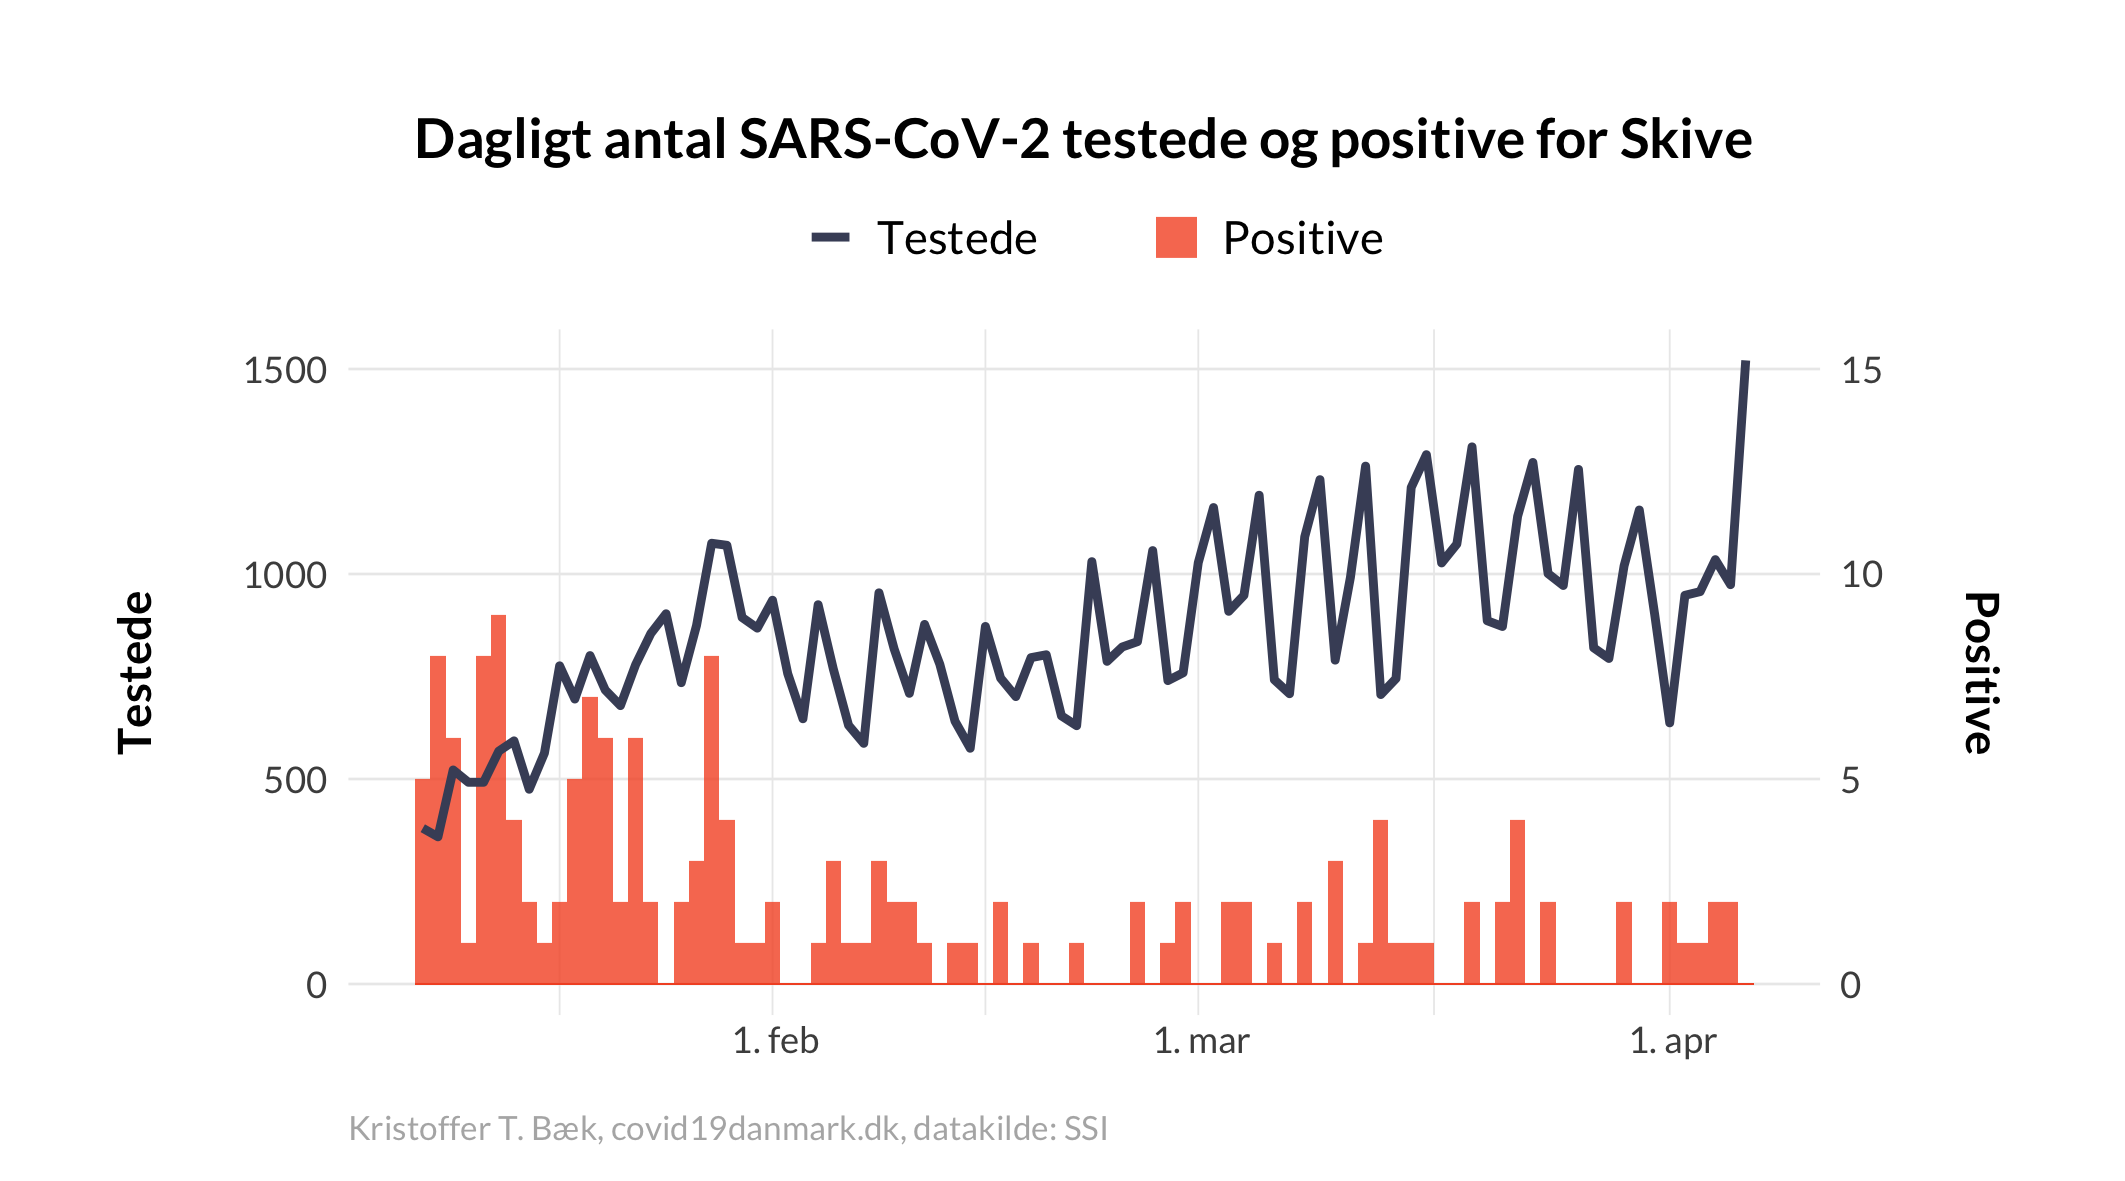 Dagligt antal SARS-CoV-2 testede og positive for Skive
Testede
Positive
1500
1000
500
0
15
10
5
0
Testede
Positive
1. feb
1. mar
1. apr
Kristoffer T. Bæk, covid19danmark.dk, datakilde: SSI